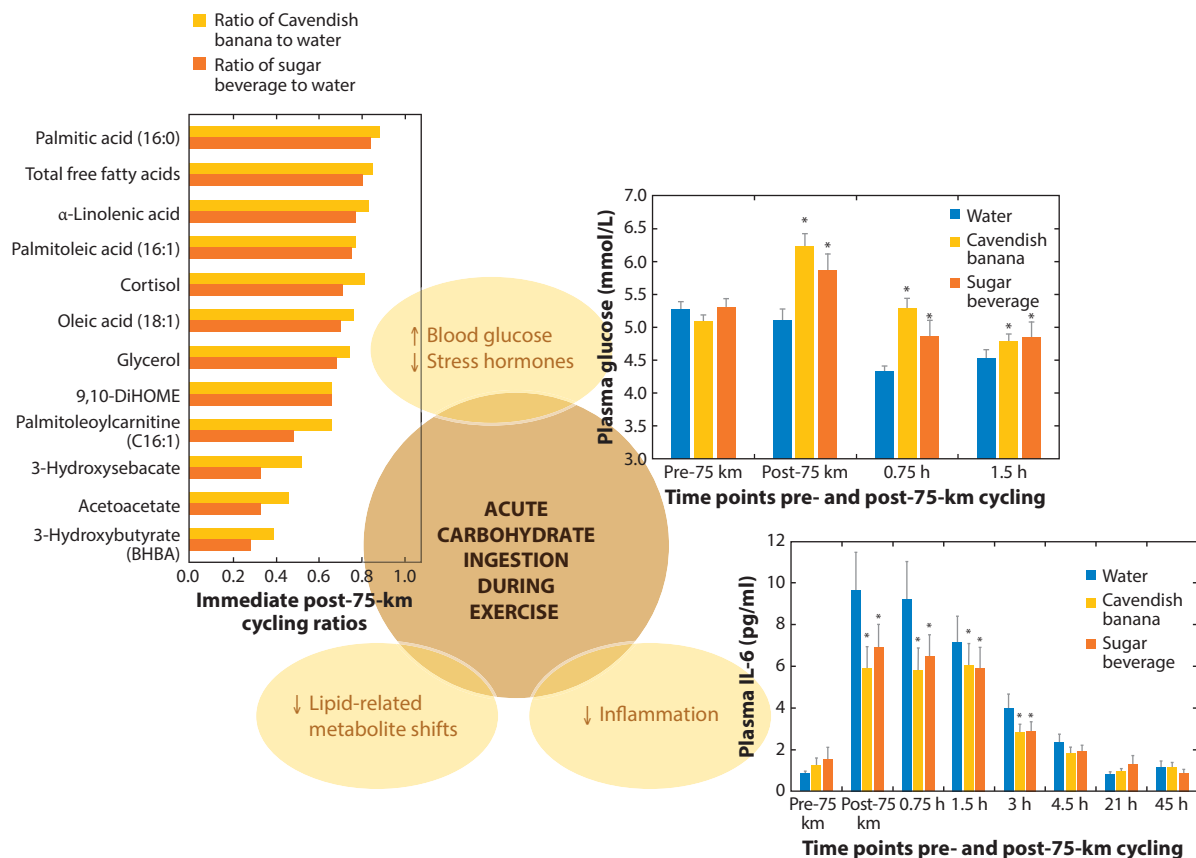 Ratio of Cavendish
banana to water
Ratio of sugar
beverage to water
Palmitic acid (16:0)
Total free fatty acids
α-Linolenic acid
Palmitoleic acid (16:1)
Cortisol
Oleic acid (18:1)
Glycerol
9,10-DiHOME
Palmitoleoylcarnitine
(C16:1)
3-Hydroxysebacate
Acetoacetate
3-Hydroxybutyrate
(BHBA)
0.0 0.2 0.4 0.6 0.8 1.0
Immediate post-75-km
cycling ratios
↑ Blood glucose
↓ Stress hormones
ACUTE
CARBOHYDRATE
INGESTION
DURING
EXERCISE
↓ Lipid-related
metabolite shifts
↓ Inflammation
Plasma glucose (mmol/L)
7.0
6.5
6.0
5.5
5.0
4.5
4.0
3.5
3.0
Water
Cavendish
banana
Sugar
beverage
* * * * * *
Pre-75 km Post-75 km 0.75 h 1.5 h
Time points pre- and post-75-km cycling
Plasma IL-6 (pg/ml)
12
10
8
6
4
2
0
Water
Cavendish
banana
Sugar
beverage
* * * * * * * *
Pre-75 km Post-75 km 0.75 h 1.5 h 3 h 4.5 h 21 h 45 h
Time points pre- and post-75-km cycling